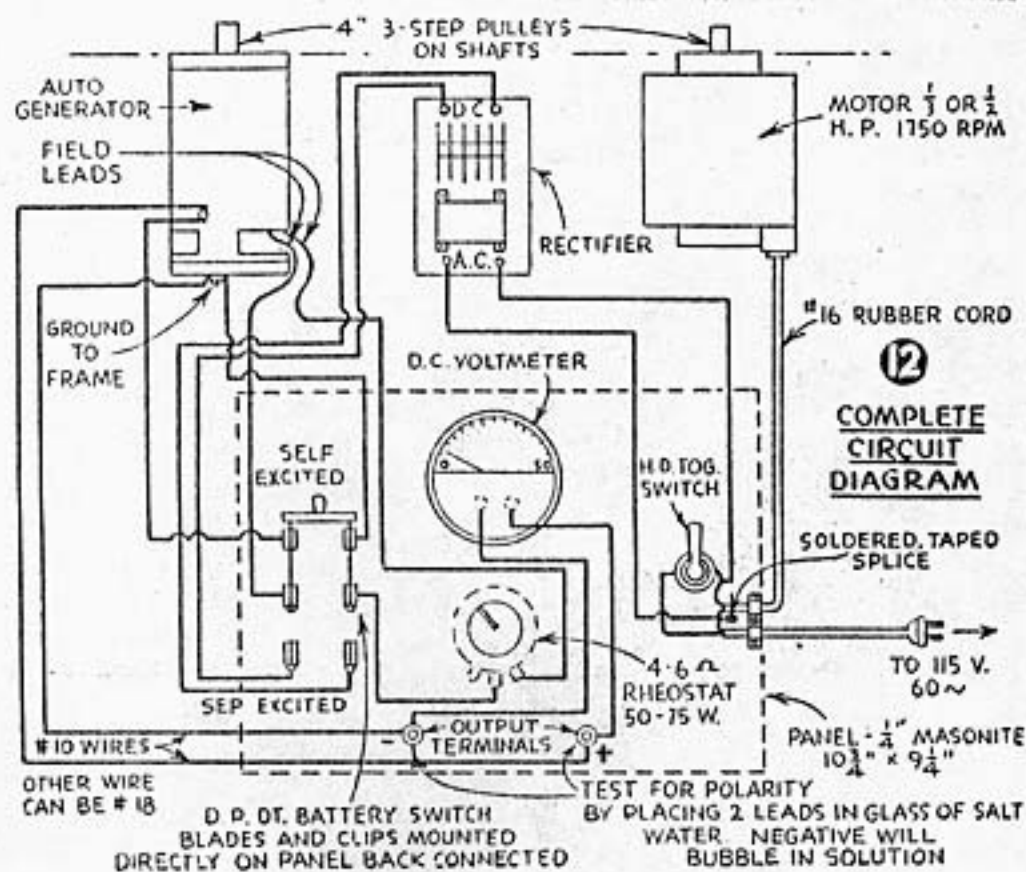 4" 3-STEP PULLEYS
ON SHAFTS
AUTO
GENERATOR
FIELD
LEADS
D C
MOTOR 1/3 OR 1/2
H. P. 1750 RPM
RECTIFIER
A.C.
GROUND
TO
FRAME
#16 RUBBER CORD
D.C. VOLTMETER
12
COMPLETE
CIRCUIT
DIAGRAM
SELF
EXCITED
0
50
H.D. TOG.
SWITCH
SOLDERED, TAPED
SPLICE
4-6 Ω
RHEOSTAT
50-75 W.
TO 115 V.
60~
SEP EXCITED
#10 WIRES
- OUTPUT
TERMINALS
+
PANEL - 1/4" MASONITE
10 3/4" x 9 1/4"
OTHER WIRE
CAN BE #18
D. P. DT. BATTERY SWITCH
BLADES AND CLIPS MOUNTED
DIRECTLY ON PANEL BACK CONNECTED
TEST FOR POLARITY
BY PLACING 2 LEADS IN GLASS OF SALT
WATER. NEGATIVE WILL
BUBBLE IN SOLUTION